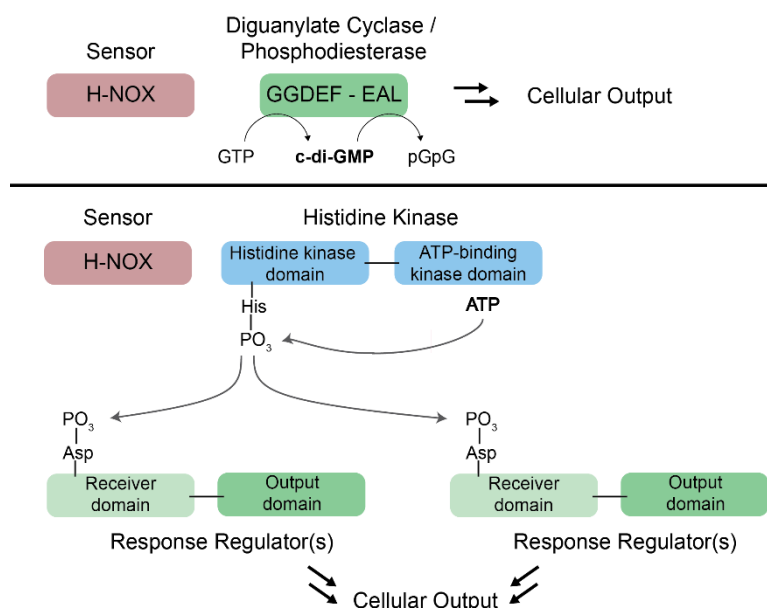 Diguanylate Cyclase /
Sensor Phosphodiesterase
H-NOX GGDEF - EAL Cellular Output
GTP c-di-GMP pGpG
Sensor Histidine Kinase
H-NOX Histidine kinase domain ATP-binding kinase domain
His ATP
PO3
PO3 PO3
Asp Asp
Receiver domain Output domain Receiver domain Output domain
Response Regulator(s) Response Regulator(s)
Cellular Output